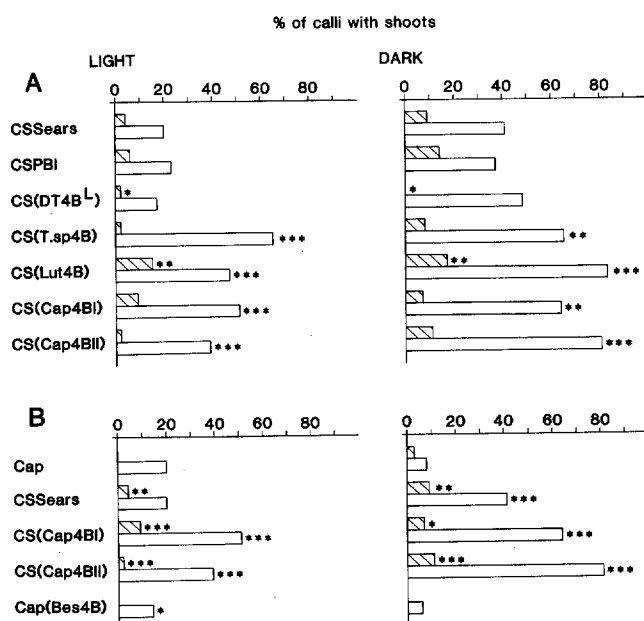 % of calli with shoots
LIGHT
DARK
A
0 20 40 60 80
0 20 40 60 80
CSSears
CSPBI
CS(DT4B^L) * *
CS(T.sp4B) *** **
CS(Lut4B) ** *** ** ***
CS(Cap4BI) *** **
CS(Cap4BII) *** ***
B
0 20 40 60 80
0 20 40 60 80
Cap
CSSears ** ** ***
CS(Cap4BI) *** *** * ***
CS(Cap4BII) *** *** *** ***
Cap(Bes4B) *